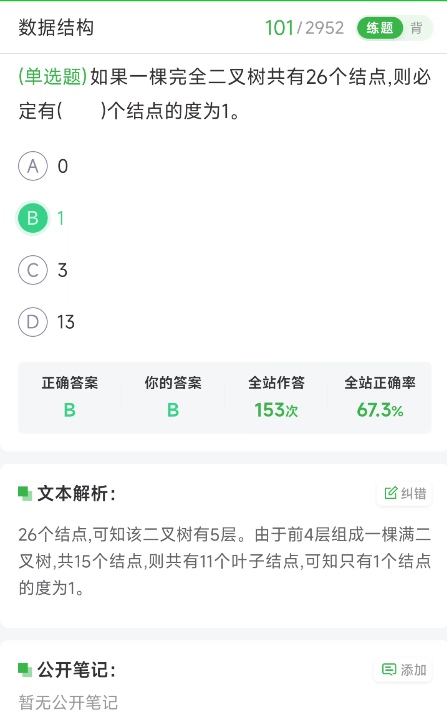 数据结构 101/2952 练题 背
(单选题)如果一棵完全二叉树共有26个结点,则必
定有(　　)个结点的度为1。
A 0
B 1
C 3
D 13
正确答案 你的答案 全站作答 全站正确率
B B 153次 67.3%
文本解析： 纠错
26个结点,可知该二叉树有5层。由于前4层组成一棵满二
叉树,共15个结点,则共有11个叶子结点,可知只有1个结点
的度为1。
公开笔记： 添加
暂无公开笔记